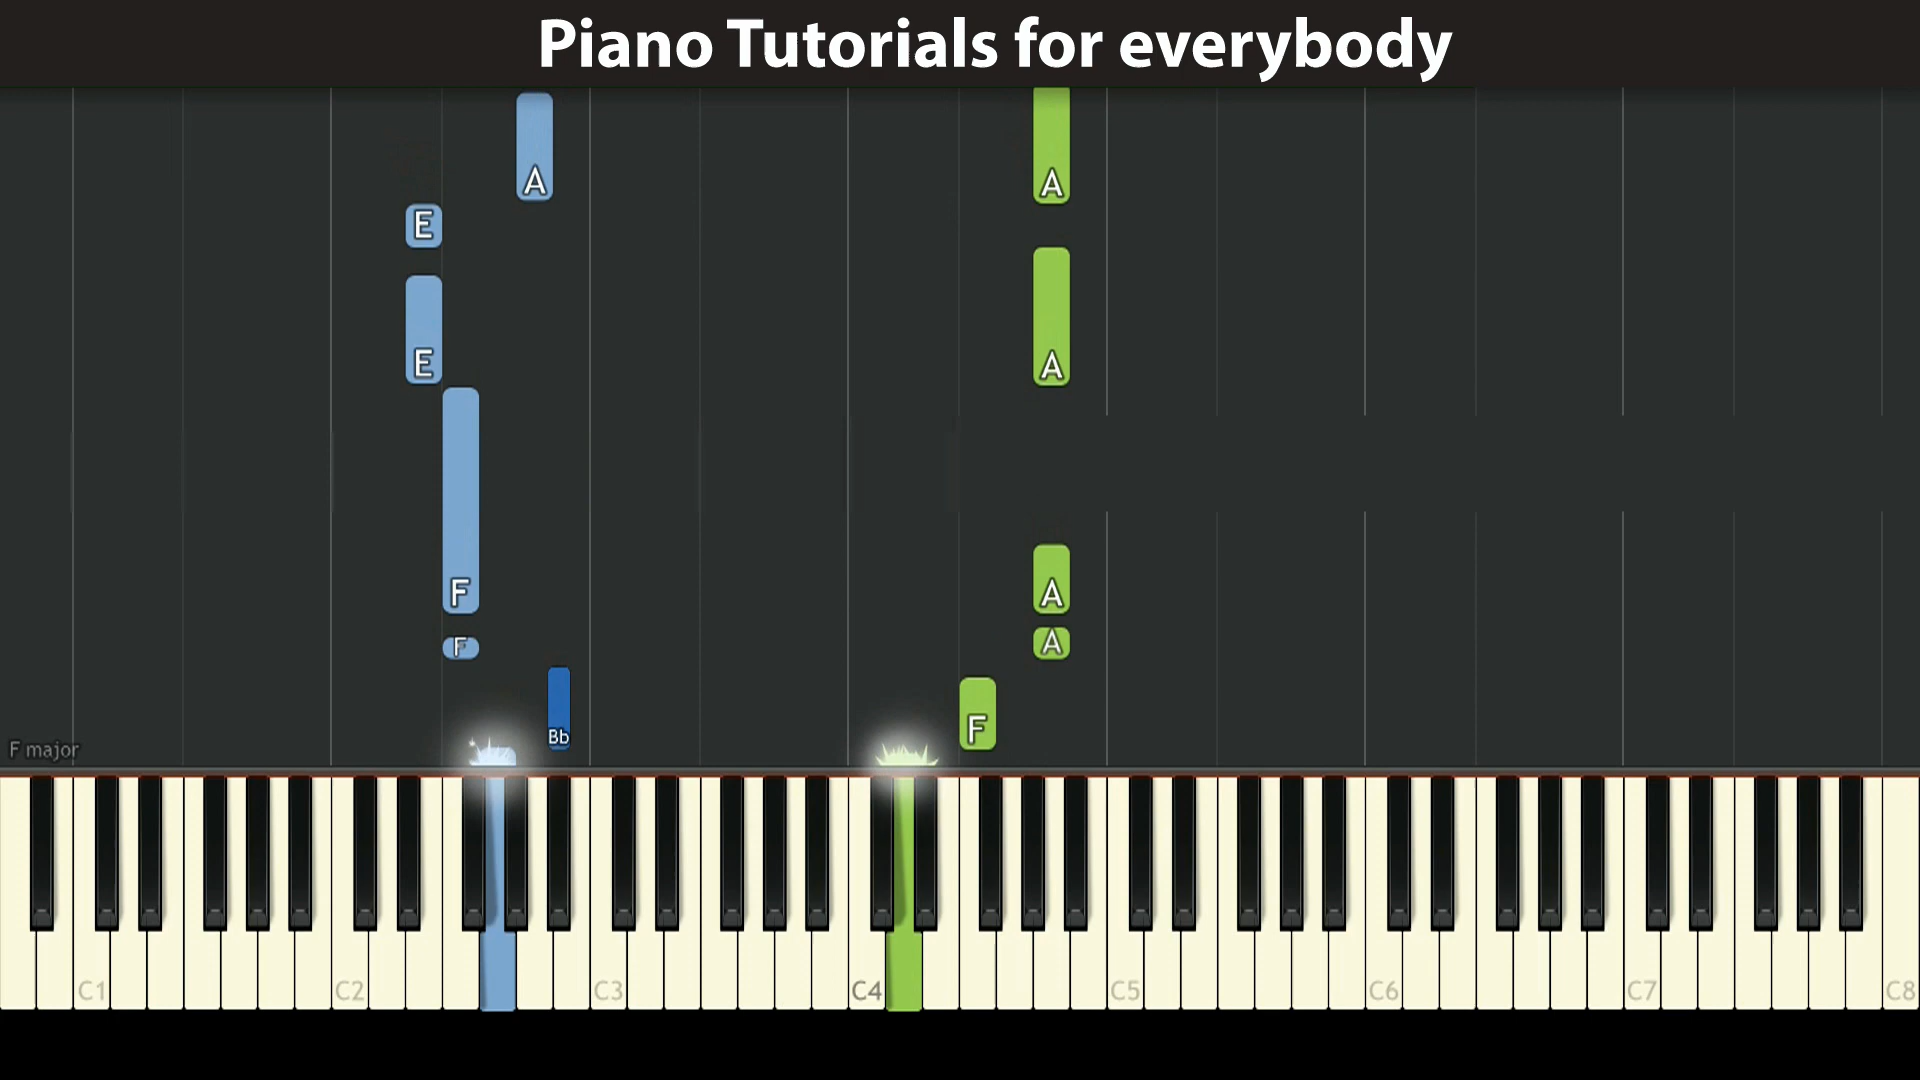 Piano Tutorials for everybody
A A
E
E A
F A
F A
Bb F
F major
C1 C2 C3 C4 C5 C6 C7 C8